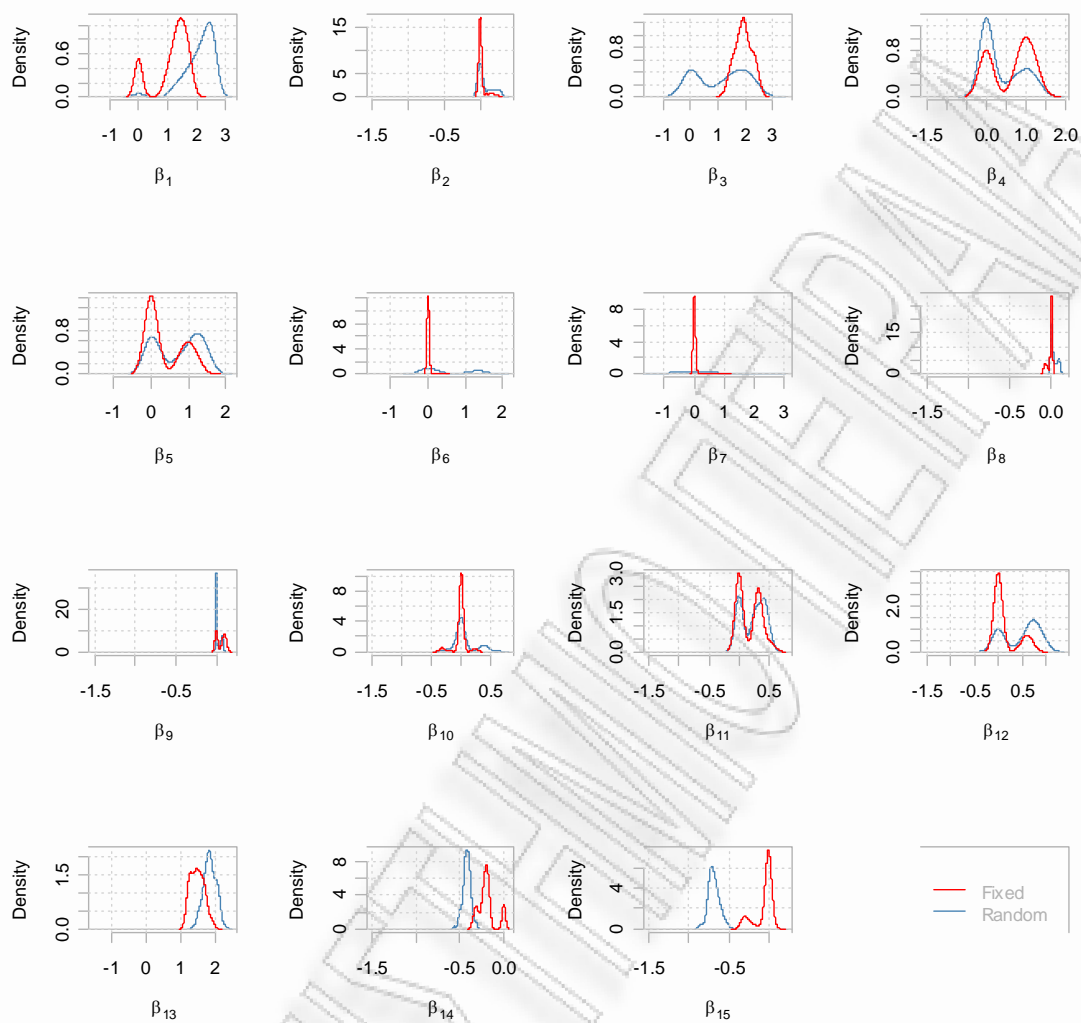 Density
0.0 0.6
-1 0 1 2 3
β1
Density
0 5 15
-1.5 -0.5
β2
Density
0.0 0.8
-1 0 1 2 3
β3
Density
0.0 0.8
-1.5 0.0 1.0 2.0
β4
Density
0.0 0.8
-1 0 1 2
β5
Density
0 4 8
-1 0 1 2
β6
Density
0 4 8
-1 0 1 2 3
β7
Density
0 15
-1.5 -0.5 0.0
β8
Density
0 20
-1.5 -0.5
β9
Density
0 4 8
-1.5 -0.5 0.5
β10
Density
0.0 1.5 3.0
-1.5 -0.5 0.5
β11
Density
0.0 2.0
-1.5 -0.5 0.5
β12
Density
0.0 1.5
-1 0 1 2
β13
Density
0 4 8
-1.5 -0.5 0.0
β14
Density
0 4
-1.5 -0.5
β15
Fixed
Random